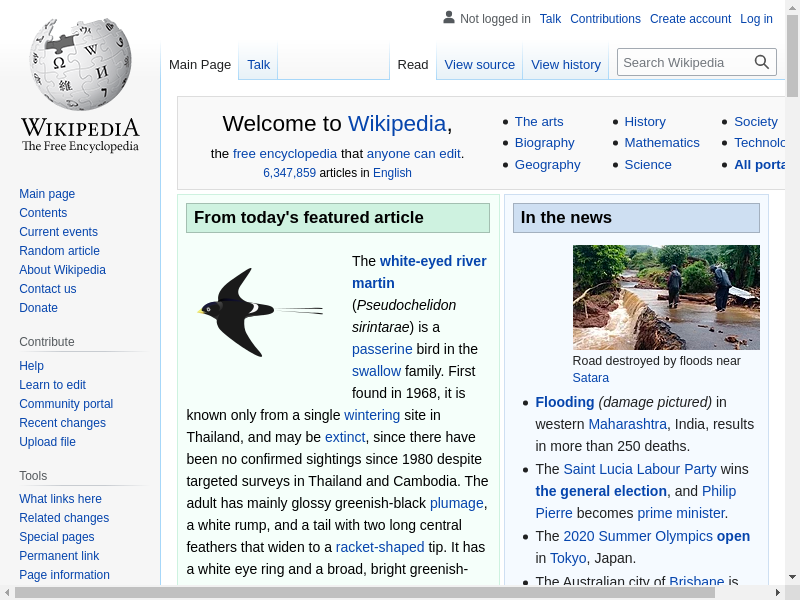 Not logged in Talk Contributions Create account Log in
Main Page Talk Read View source View history Search Wikipedia
WIKIPEDIA
The Free Encyclopedia
Main page
Contents
Current events
Random article
About Wikipedia
Contact us
Donate
Contribute
Help
Learn to edit
Community portal
Recent changes
Upload file
Tools
What links here
Related changes
Special pages
Permanent link
Page information
Welcome to Wikipedia,
the free encyclopedia that anyone can edit.
6,347,859 articles in English
The arts
Biography
Geography
History
Mathematics
Science
Society
Technolo
All porta
From today's featured article
The white-eyed river
martin
(Pseudochelidon
sirintarae) is a
passerine bird in the
swallow family. First
found in 1968, it is
known only from a single wintering site in
Thailand, and may be extinct, since there have
been no confirmed sightings since 1980 despite
targeted surveys in Thailand and Cambodia. The
adult has mainly glossy greenish-black plumage,
a white rump, and a tail with two long central
feathers that widen to a racket-shaped tip. It has
a white eye ring and a broad, bright greenish-
In the news
Road destroyed by floods near
Satara
Flooding (damage pictured) in
western Maharashtra, India, results
in more than 250 deaths.
The Saint Lucia Labour Party wins
the general election, and Philip
Pierre becomes prime minister.
The 2020 Summer Olympics open
in Tokyo, Japan.
The Australian city of Brisbane is